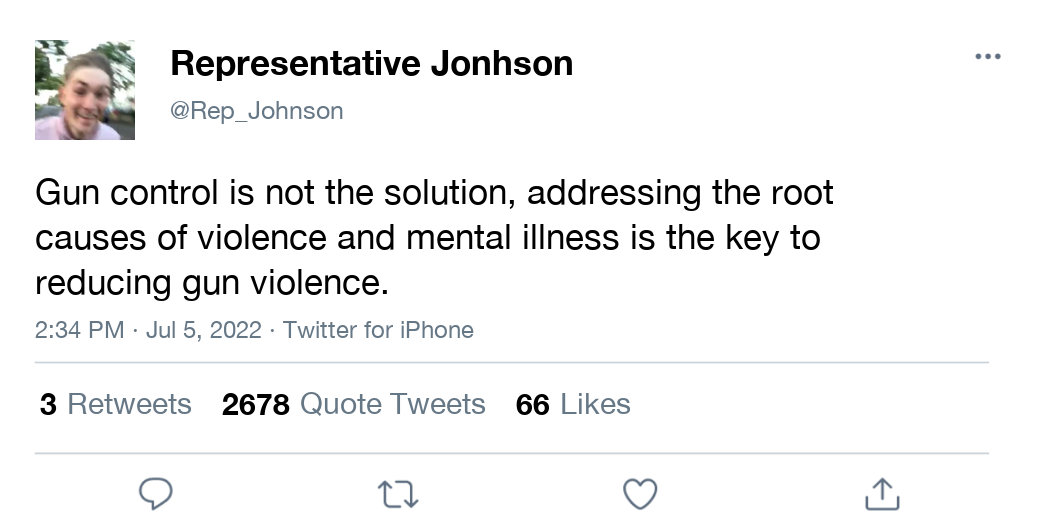 Representative Jonhson
@Rep_Johnson
Gun control is not the solution, addressing the root
causes of violence and mental illness is the key to
reducing gun violence.
2:34 PM · Jul 5, 2022 · Twitter for iPhone
3 Retweets 2678 Quote Tweets 66 Likes